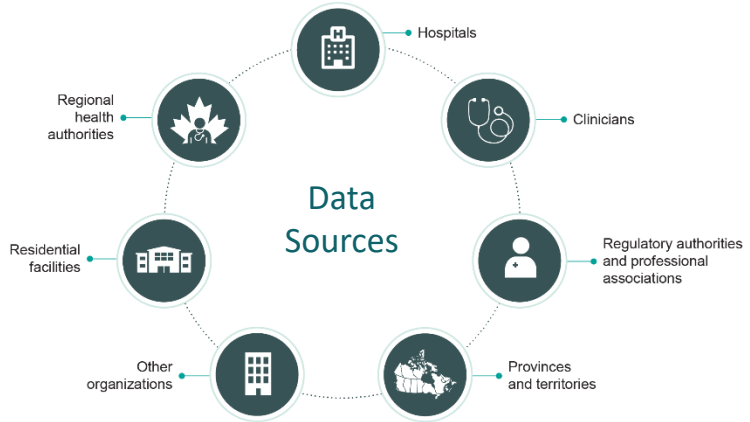 Hospitals
Clinicians
Regulatory authorities
and professional
associations
Provinces
and territories
Other
organizations
Residential
facilities
Regional
health
authorities
Data
Sources
H